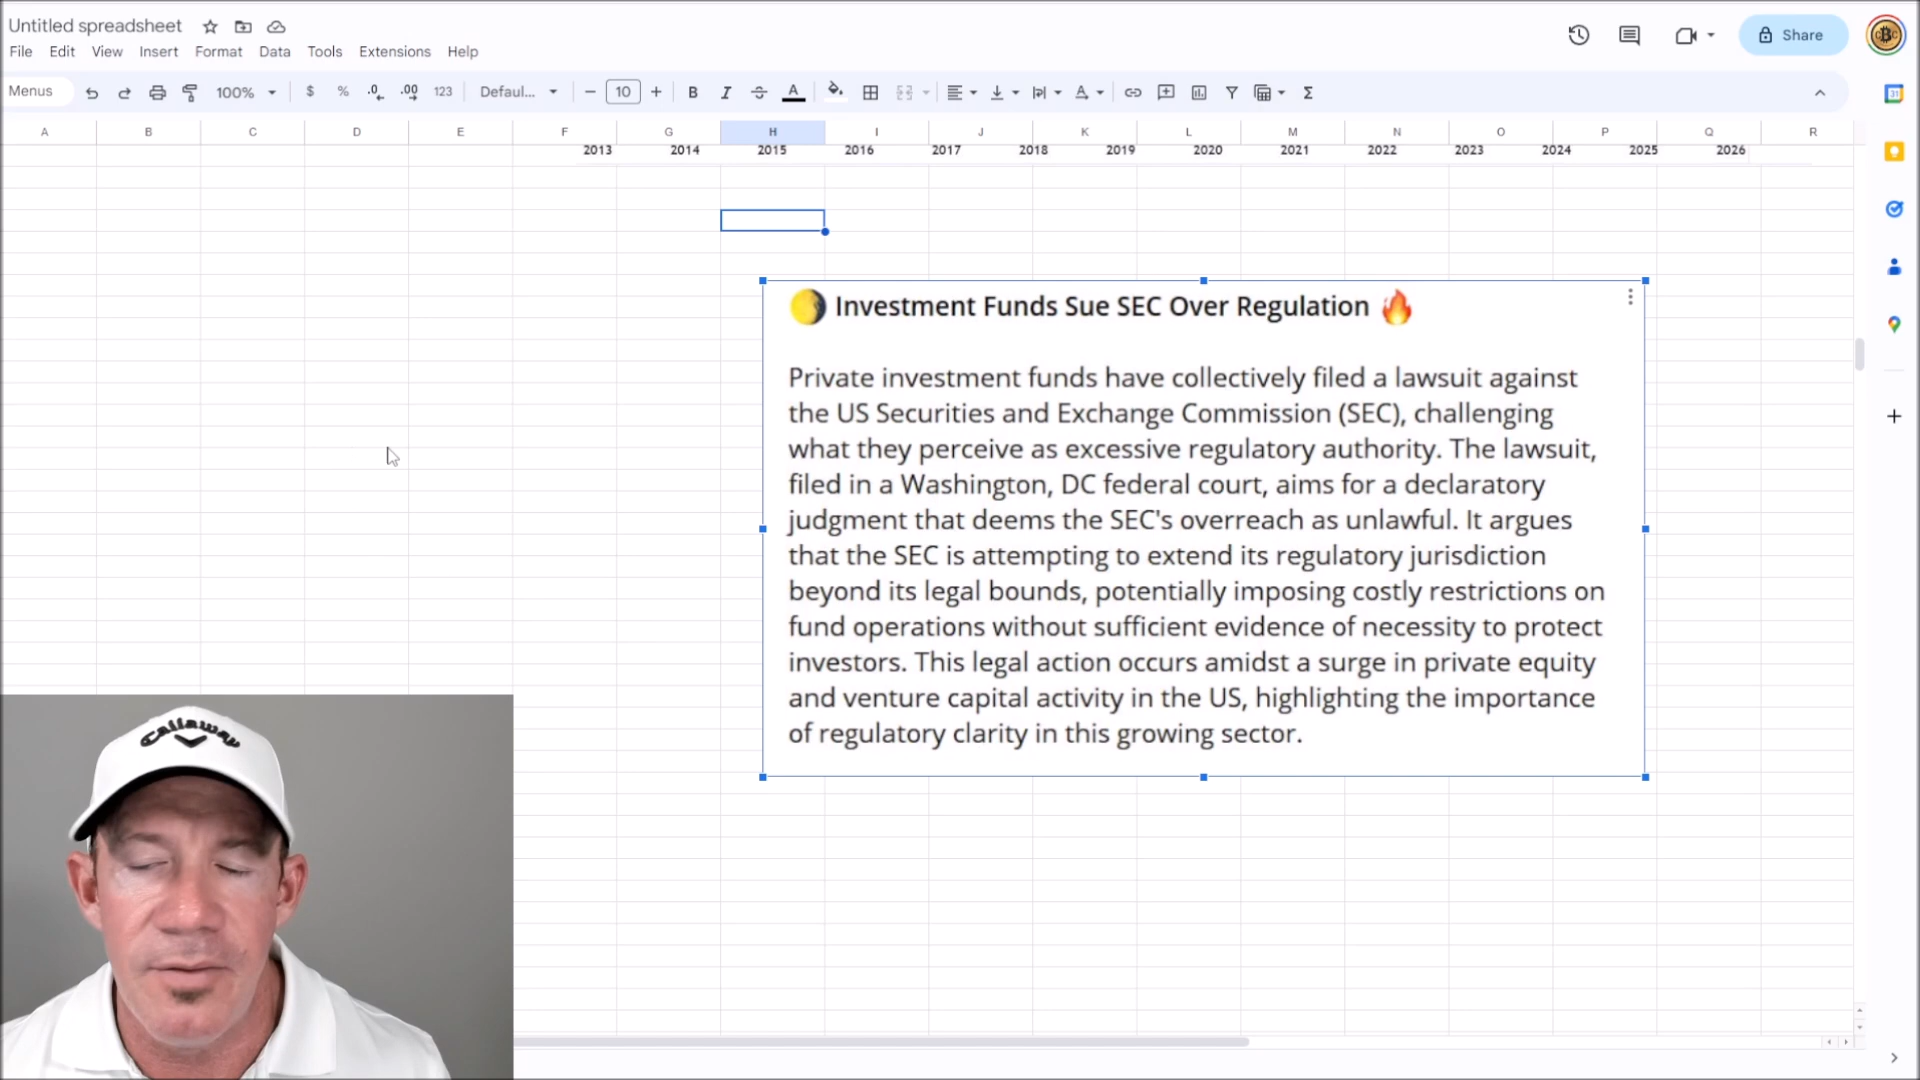 Untitled spreadsheet
File Edit View Insert Format Data Tools Extensions Help
Share
Menus 100% $ % .0 .00 123 Defaul... 10 B I A Σ
A B C D E F G H I J K L M N O P Q R
2013 2014 2015 2016 2017 2018 2019 2020 2021 2022 2023 2024 2025 2026
Investment Funds Sue SEC Over Regulation
Private investment funds have collectively filed a lawsuit against
the US Securities and Exchange Commission (SEC), challenging
what they perceive as excessive regulatory authority. The lawsuit,
filed in a Washington, DC federal court, aims for a declaratory
judgment that deems the SEC's overreach as unlawful. It argues
that the SEC is attempting to extend its regulatory jurisdiction
beyond its legal bounds, potentially imposing costly restrictions on
fund operations without sufficient evidence of necessity to protect
investors. This legal action occurs amidst a surge in private equity
and venture capital activity in the US, highlighting the importance
of regulatory clarity in this growing sector.
Callaway
31